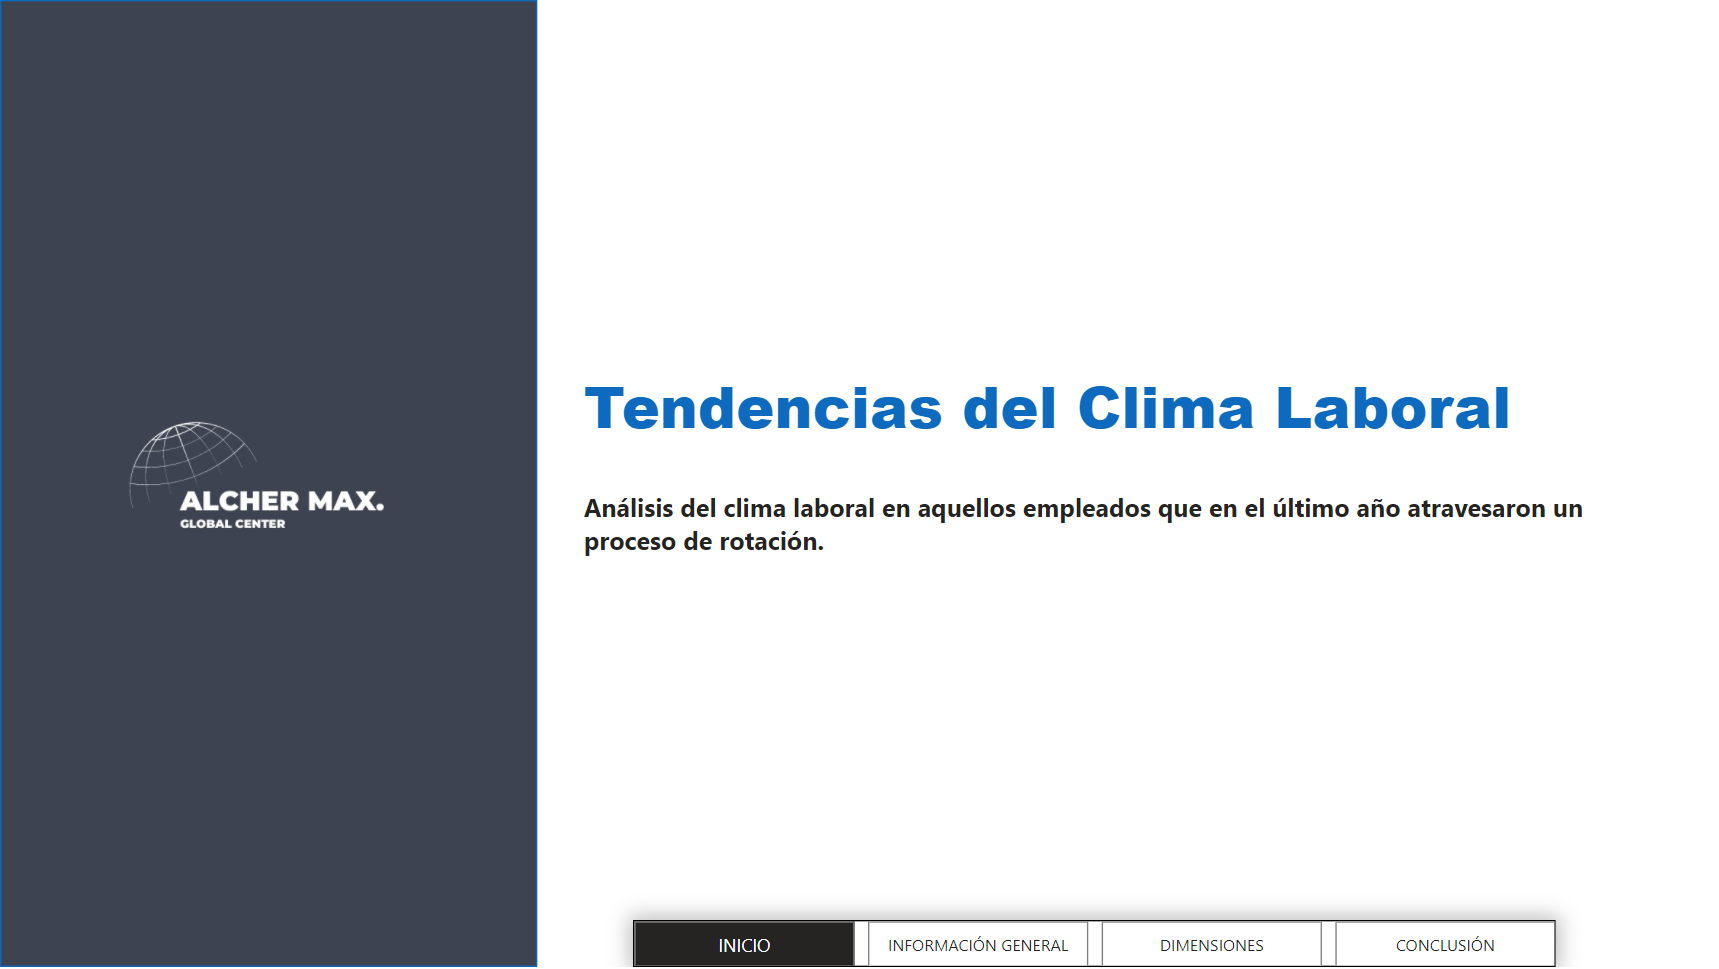 ALCHER MAX.
GLOBAL CENTER
Tendencias del Clima Laboral
Análisis del clima laboral en aquellos empleados que en el último año atravesaron un
proceso de rotación.
INICIO
INFORMACIÓN GENERAL
DIMENSIONES
CONCLUSIÓN